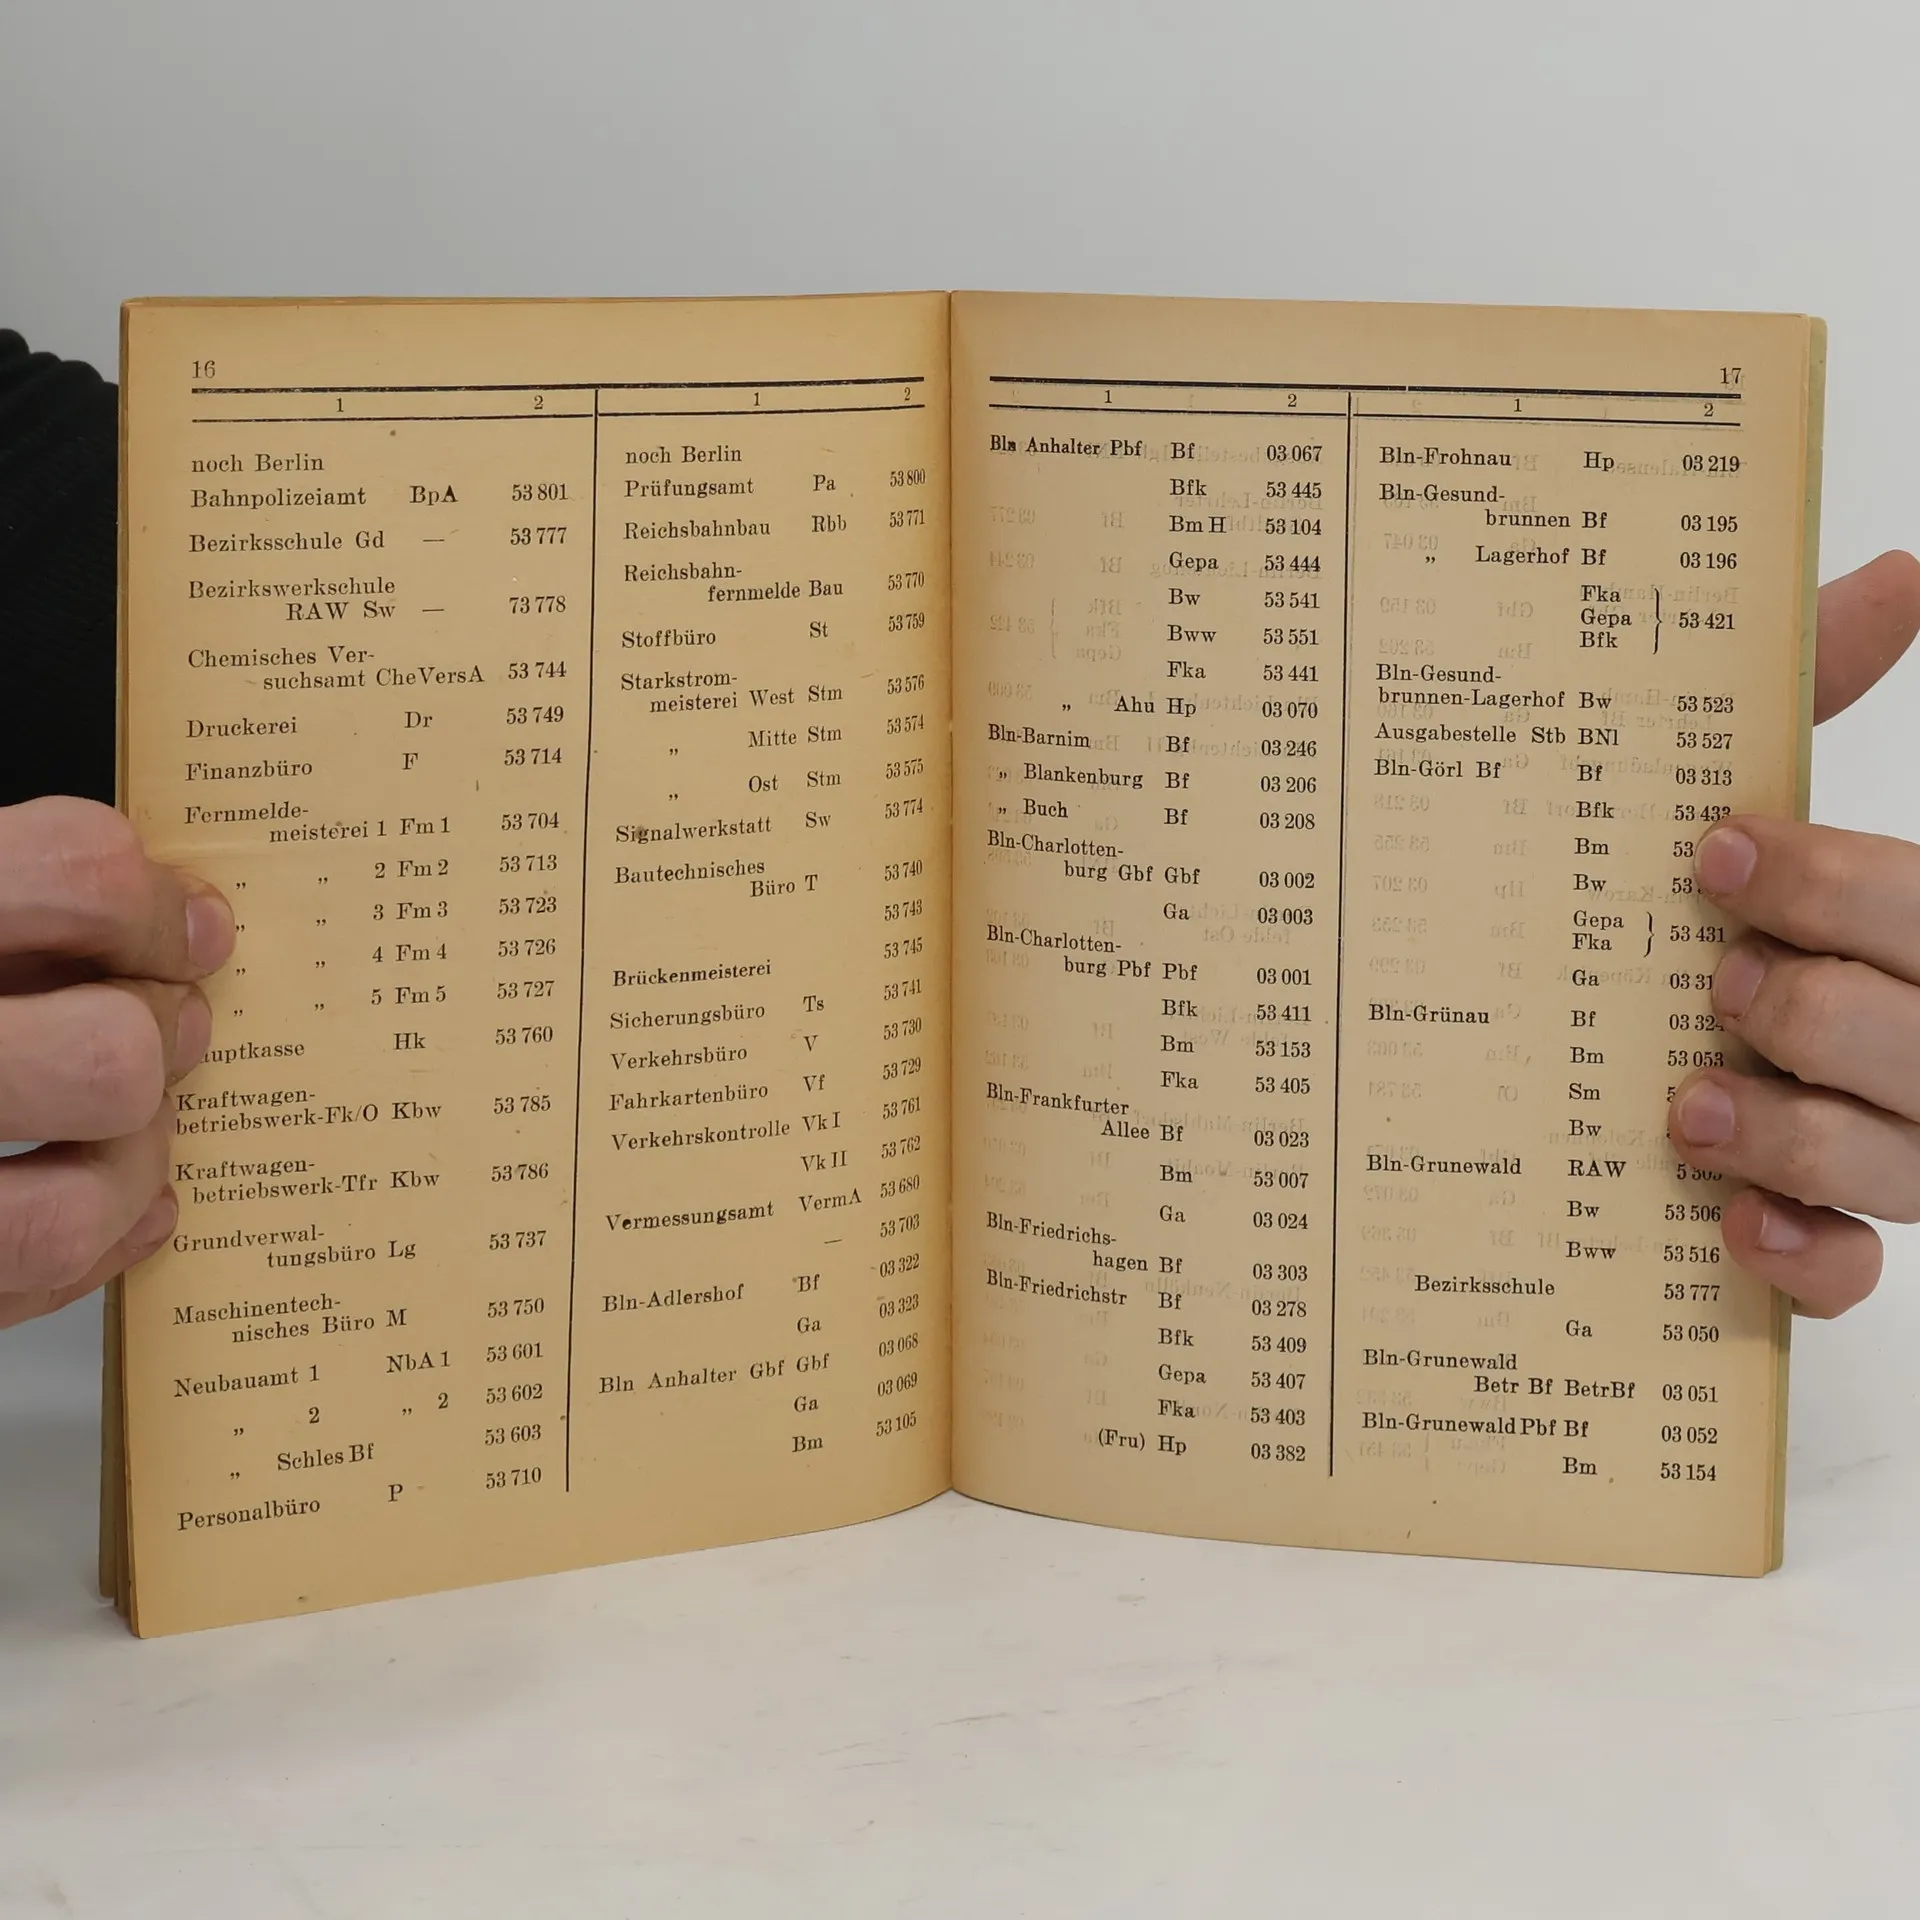 16
1 2
noch Berlin
Bahnpolizeiamt BpA 53 801
Bezirksschule Gd — 53 777
Bezirkswerkschule
RAW Sw — 73 778
Chemisches Ver-
suchsamt CheVersA 53 744
Druckerei Dr 53 749
Finanzbüro F 53 714
Fernmelde-
meisterei 1 Fm 1 53 704
„ „ 2 Fm 2 53 713
„ „ 3 Fm 3 53 723
„ „ 4 Fm 4 53 726
„ „ 5 Fm 5 53 727
uptkasse Hk 53 760
Kraftwagen-
betriebswerk-Fk/O Kbw 53 785
Kraftwagen-
betriebswerk-Tfr Kbw 53 786
Grundverwal-
tungsbüro Lg 53 737
Maschinentech-
nisches Büro M 53 750
Neubauamt 1 NbA 1 53 601
„ 2 „ 2 53 602
„ Schles Bf 53 603
Personalbüro P 53 710
1 2
noch Berlin
Prüfungsamt Pa 53 800
Reichsbahnbau Rbb 53 771
Reichsbahn-
fernmelde Bau 53 770
Stoffbüro St 53 759
Starkstrom-
meisterei West Stm 53 576
„ Mitte Stm 53 574
„ Ost Stm 53 575
Signalwerkstatt Sw 53 774
Bautechnisches
Büro T 53 740
53 743
Brückenmeisterei 53 745
Sicherungsbüro Ts 53 741
Verkehrsbüro V 53 730
Fahrkartenbüro Vf 53 729
Verkehrskontrolle Vk I 53 761
Vk II 53 762
Vermessungsamt VermA 53 680
— 53 703
Bln-Adlershof Bf 03 322
Ga 03 323
Bln Anhalter Gbf Gbf 03 068
Ga 03 069
Bm 53 105
17
1 2
Bln Anhalter Pbf Bf 03 067
Bfk 53 445
Bm H 53 104
Gepa 53 444
Bw 53 541
Bww 53 551
Fka 53 441
„ Ahu Hp 03 070
Bln-Barnim Bf 03 246
„ Blankenburg Bf 03 206
„ Buch Bf 03 208
Bln-Charlotten-
burg Gbf Gbf 03 002
Ga 03 003
Bln-Charlotten-
burg Pbf Pbf 03 001
Bfk 53 411
Bm 53 153
Fka 53 405
Bln-Frankfurter
Allee Bf 03 023
Bm 53 007
Ga 03 024
Bln-Friedrichs-
hagen Bf 03 303
Bln-Friedrichstr Bf 03 278
Bfk 53 409
Gepa 53 407
Fka 53 403
(Fru) Hp 03 382
1 2
Bln-Frohnau Hp 03 219
Bln-Gesund-
brunnen Bf 03 195
„ Lagerhof Bf 03 196
Fka
Gepa } 53 421
Bfk
Bln-Gesund-
brunnen-Lagerhof Bw 53 523
Ausgabestelle Stb BNl 53 527
Bln-Görl Bf Bf 03 313
Bfk 53 433
Bm 53
Bw 53
Gepa } 53 431
Fka
Ga 03 31
Bln-Grünau Bf 03 324
Bm 53 053
Sm
Bw
Bln-Grunewald RAW
Bw 53 506
Bww 53 516
Bezirksschule 53 777
Ga 53 050
Bln-Grunewald
Betr Bf BetrBf 03 051
Bln-Grunewald Pbf Bf 03 052
Bm 53 154